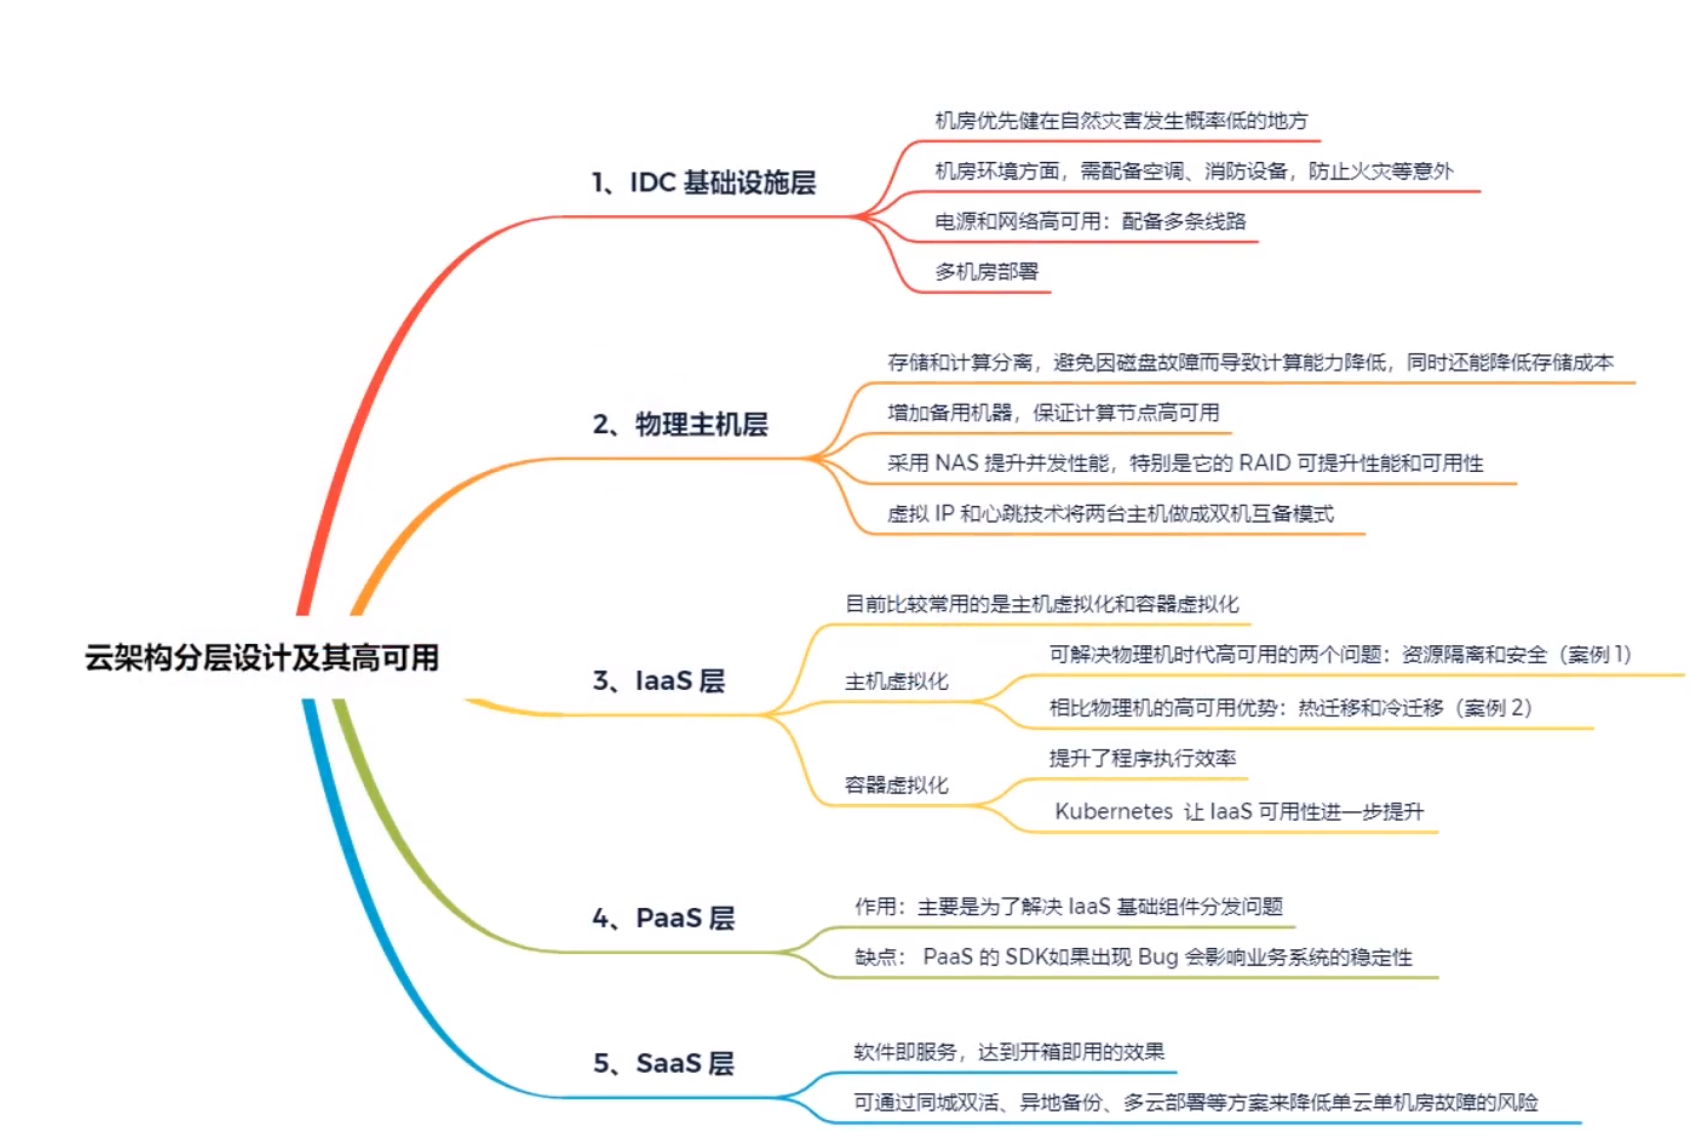 云架构分层设计及其高可用
1、IDC 基础设施层
机房优先健在自然灾害发生概率低的地方
机房环境方面，需配备空调、消防设备，防止火灾等意外
电源和网络高可用：配备多条线路
多机房部署
2、物理主机层
存储和计算分离，避免因磁盘故障而导致计算能力降低，同时还能降低存储成本
增加备用机器，保证计算节点高可用
采用 NAS 提升并发性能，特别是它的 RAID 可提升性能和可用性
虚拟 IP 和心跳技术将两台主机做成双机互备模式
3、IaaS 层
目前比较常用的是主机虚拟化和容器虚拟化
主机虚拟化
可解决物理机时代高可用的两个问题：资源隔离和安全（案例 1）
相比物理机的高可用优势：热迁移和冷迁移（案例 2）
容器虚拟化
提升了程序执行效率
Kubernetes 让 IaaS 可用性进一步提升
4、PaaS 层
作用：主要是为了解决 IaaS 基础组件分发问题
缺点： PaaS 的 SDK如果出现 Bug 会影响业务系统的稳定性
5、SaaS 层
软件即服务，达到开箱即用的效果
可通过同城双活、异地备份、多云部署等方案来降低单云单机房故障的风险